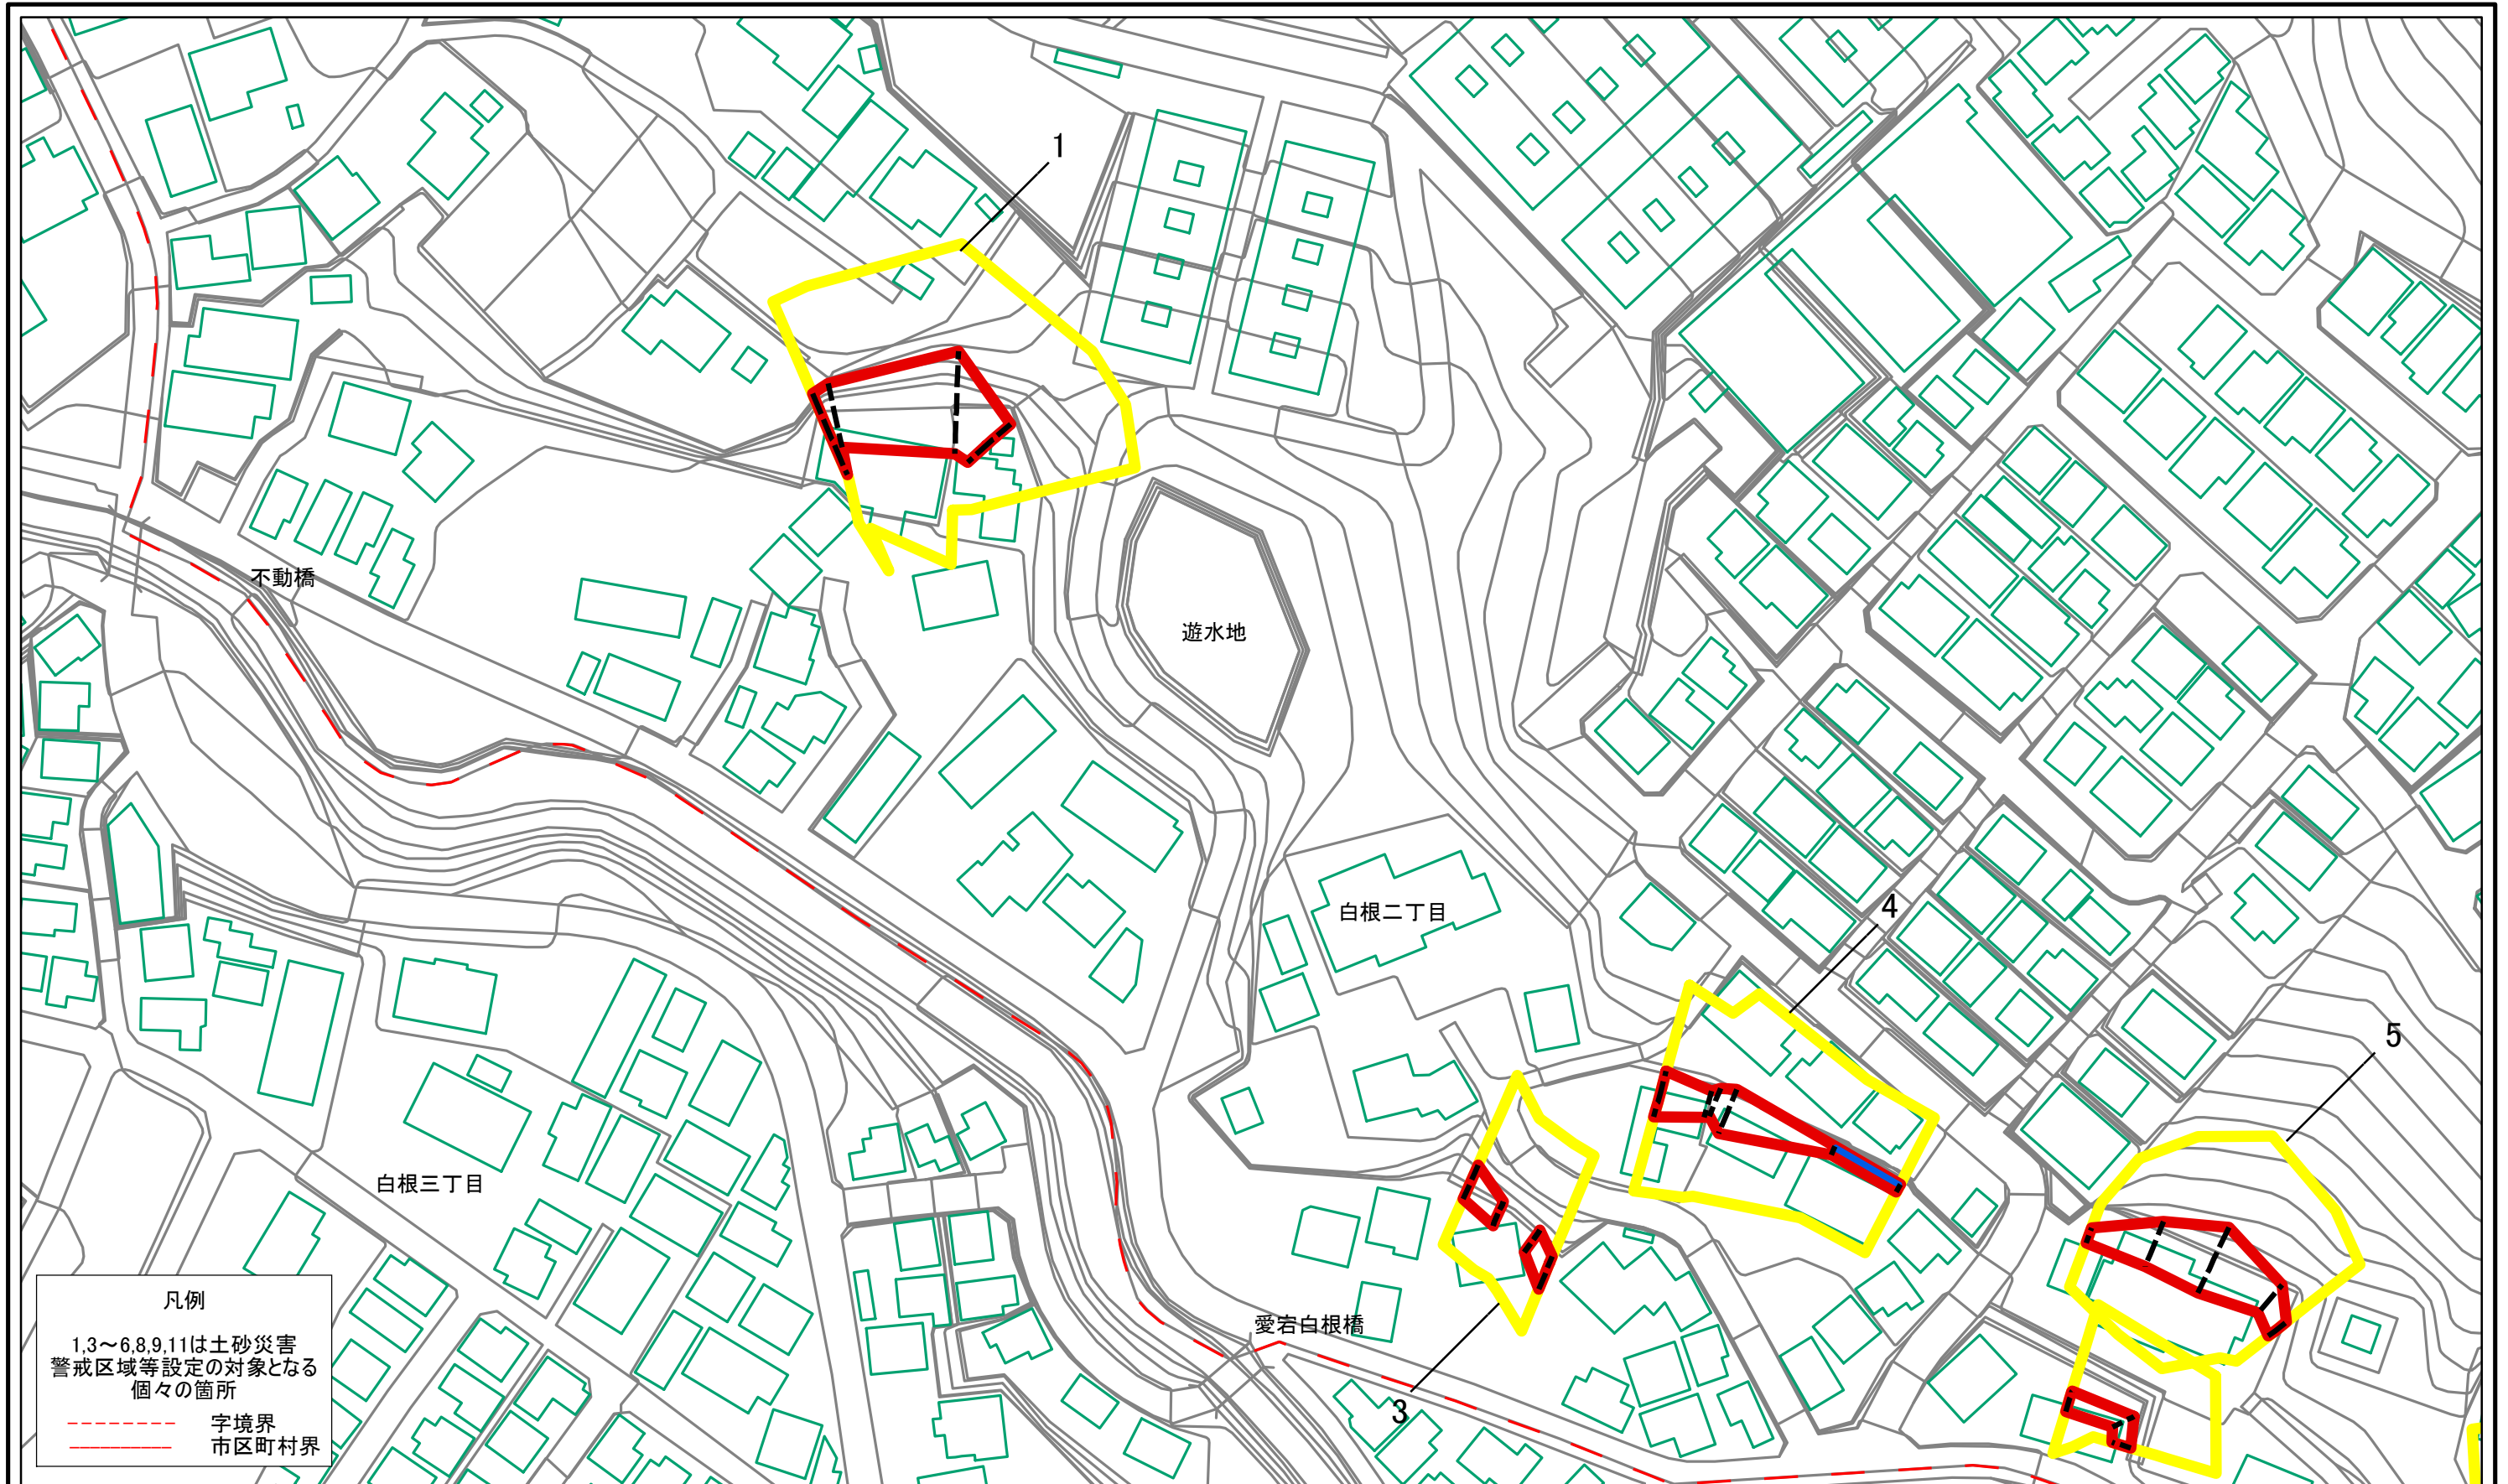 1
不動橋
遊水地
白根二丁目
4
5
白根三丁目
愛宕白根橋
3
凡例
1,3～6,8,9,11は土砂災害
警戒区域等設定の対象となる
個々の箇所
字境界
市区町村界